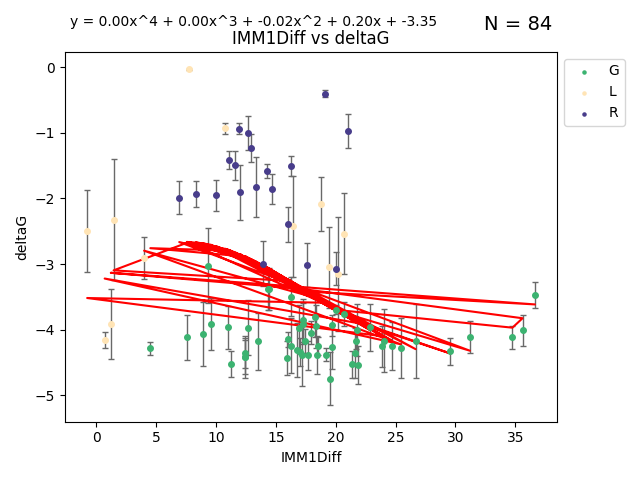 y = 0.00x^4 + 0.00x^3 + -0.02x^2 + 0.20x + -3.35
N = 84
IMM1Diff vs deltaG
G
L
R
0
−1
−2
−3
−4
−5
deltaG
0 5 10 15 20 25 30 35
IMM1Diff